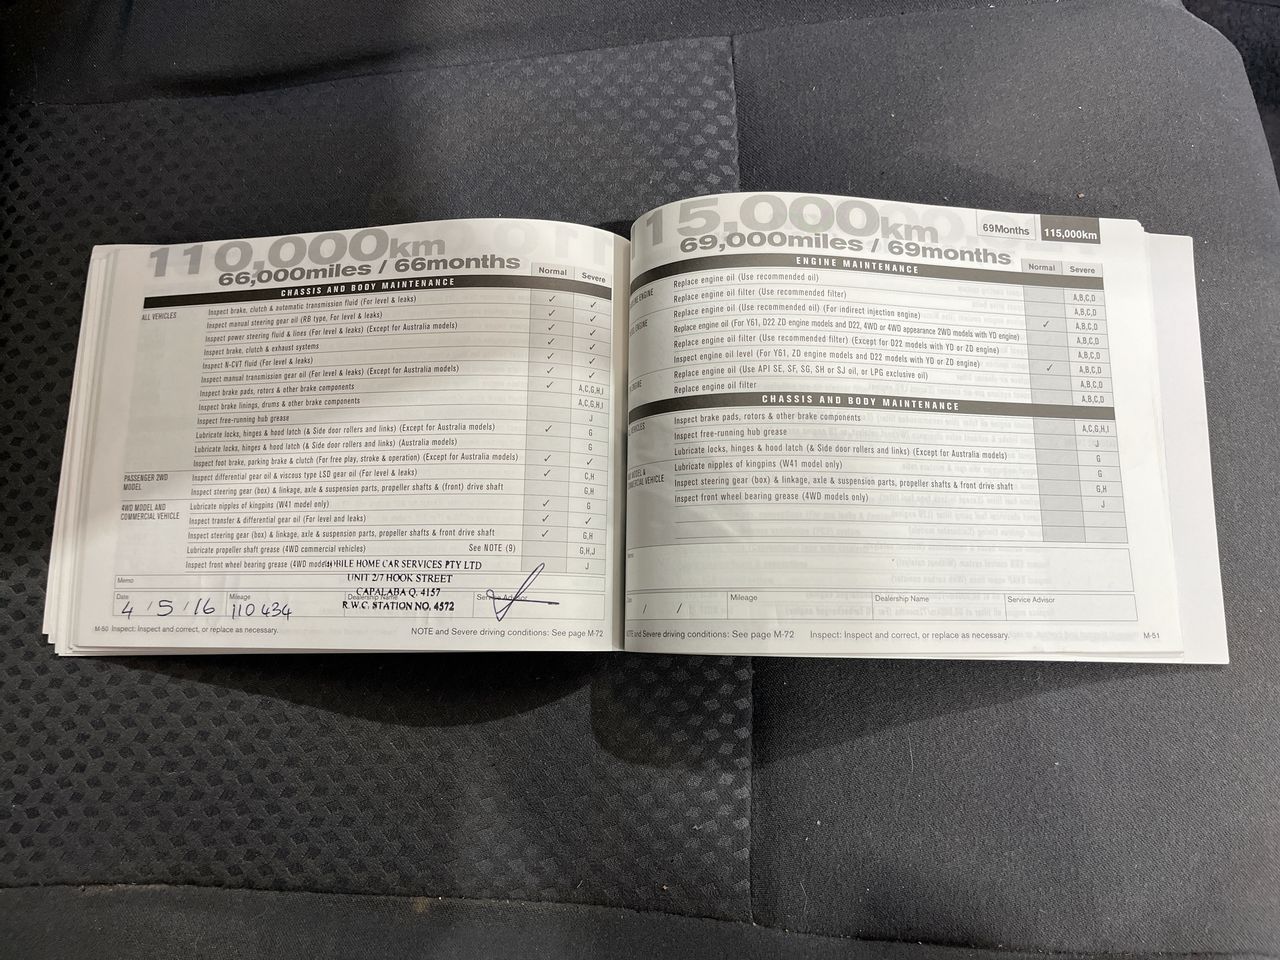 110,000km
66,000miles / 66months
Normal Severe
CHASSIS AND BODY MAINTENANCE
ALL VEHICLES
Inspect brake, clutch & automatic transmission fluid (For level & leaks) ✓ ✓
Inspect manual steering gear oil (RB type, For level & leaks) ✓ ✓
Inspect power steering fluid & lines (For level & leaks) (Except for Australia models) ✓ ✓
Inspect brake, clutch & exhaust systems ✓ ✓
Inspect N-CVT fluid (For level & leaks) ✓ ✓
Inspect manual transmission gear oil (For level & leaks) (Except for Australia models) ✓ ✓
Inspect brake pads, rotors & other brake components ✓ A,C,G,H,I
Inspect brake linings, drums & other brake components A,C,G,H,I
Inspect free-running hub grease J
Lubricate locks, hinges & hood latch (& Side door rollers and links) (Except for Australia models) ✓ G
Lubricate locks, hinges & hood latch (& Side door rollers and links) (Australia models) G
Inspect foot brake, parking brake & clutch (For free play, stroke & operation) (Except for Australia models) ✓ ✓
PASSENGER 2WD MODEL
Inspect differential gear oil & viscous type LSD gear oil (For level & leaks) ✓ C,H
Inspect steering gear (box) & linkage, axle & suspension parts, propeller shafts & (front) drive shaft G,H
4WD MODEL AND COMMERCIAL VEHICLE
Lubricate nipples of kingpins (W41 model only) ✓ G
Inspect transfer & differential gear oil (For level and leaks) ✓ ✓
Inspect steering gear (box) & linkage, axle & suspension parts, propeller shafts & front drive shaft ✓ G,H
Lubricate propeller shaft grease (4WD commercial vehicles) See NOTE (9) G,H,J
Inspect front wheel bearing grease (4WD models J
MOBILE HOME CAR SERVICES PTY LTD
UNIT 2/7 HOOK STREET
CAPALABA Q. 4157
R.W.C. STATION NO. 4572
Memo
Date Mileage Dealership Name Service Advisor
4 / 5 / 16 110 434
M-50 Inspect: Inspect and correct, or replace as necessary. NOTE and Severe driving conditions: See page M-72
15,000km
69,000miles / 69months
69Months 115,000km
Normal Severe
ENGINE MAINTENANCE
Replace engine oil (Use recommended oil) A,B,C,D
Replace engine oil filter (Use recommended filter) A,B,C,D
Replace engine oil (Use recommended oil) (For indirect injection engine) ✓ A,B,C,D
Replace engine oil (For Y61, D22 ZD engine models and D22, 4WD or 4WD appearance 2WD models with YD engine) A,B,C,D
Replace engine oil filter (Use recommended filter) (Except for D22 models with YD or ZD engine) A,B,C,D
Inspect engine oil level (For Y61, ZD engine models and D22 models with YD or ZD engine) ✓ A,B,C,D
Replace engine oil (Use API SE, SF, SG, SH or SJ oil, or LPG exclusive oil) A,B,C,D
Replace engine oil filter A,B,C,D
CHASSIS AND BODY MAINTENANCE
Inspect brake pads, rotors & other brake components A,C,G,H,I
Inspect free-running hub grease J
Lubricate locks, hinges & hood latch (& Side door rollers and links) (Except for Australia models) G
Lubricate nipples of kingpins (W41 model only) G
Inspect steering gear (box) & linkage, axle & suspension parts, propeller shafts & front drive shaft G,H
Inspect front wheel bearing grease (4WD models only) J
/ / Mileage Dealership Name Service Advisor
NOTE and Severe driving conditions: See page M-72 Inspect: Inspect and correct, or replace as necessary. M-51